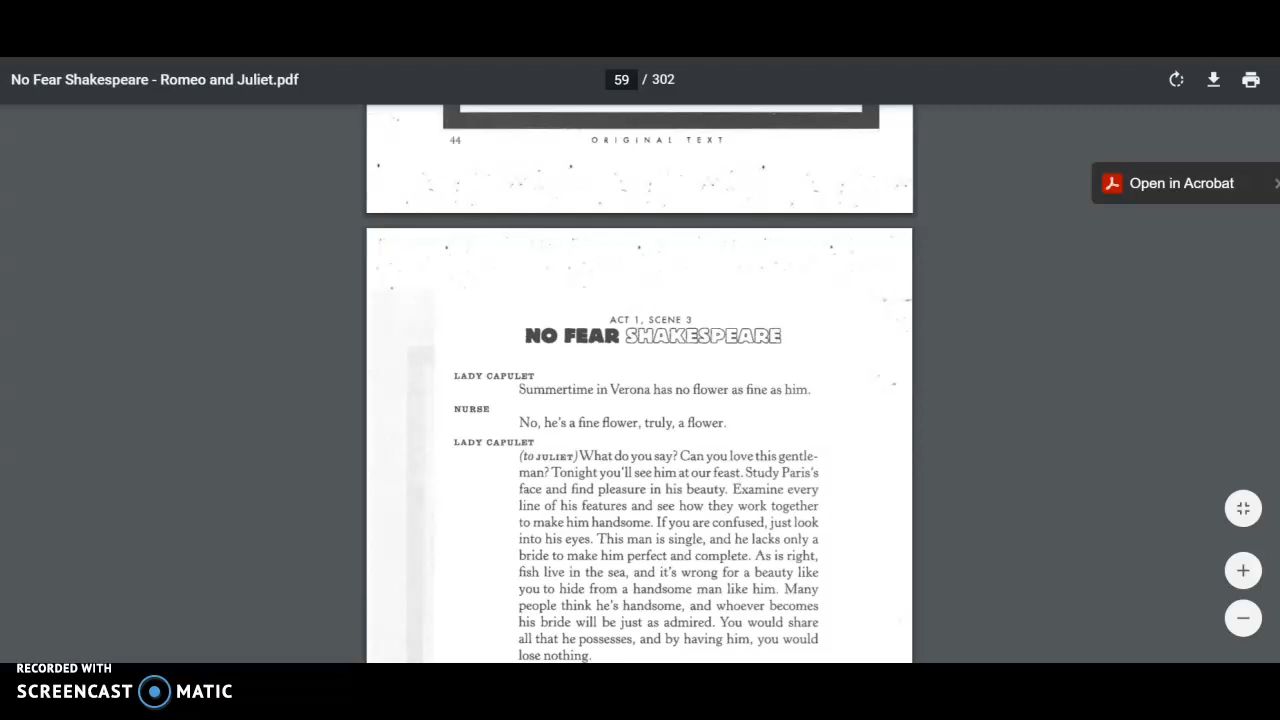 No Fear Shakespeare - Romeo and Juliet.pdf
59 / 302
44 ORIGINAL TEXT
Open in Acrobat
ACT 1, SCENE 3
NO FEAR SHAKESPEARE
LADY CAPULET
Summertime in Verona has no flower as fine as him.
NURSE
No, he's a fine flower, truly, a flower.
LADY CAPULET
(to JULIET) What do you say? Can you love this gentle-
man? Tonight you'll see him at our feast. Study Paris's
face and find pleasure in his beauty. Examine every
line of his features and see how they work together
to make him handsome. If you are confused, just look
into his eyes. This man is single, and he lacks only a
bride to make him perfect and complete. As is right,
fish live in the sea, and it's wrong for a beauty like
you to hide from a handsome man like him. Many
people think he's handsome, and whoever becomes
his bride will be just as admired. You would share
all that he possesses, and by having him, you would
lose nothing.
RECORDED WITH
SCREENCAST MATIC